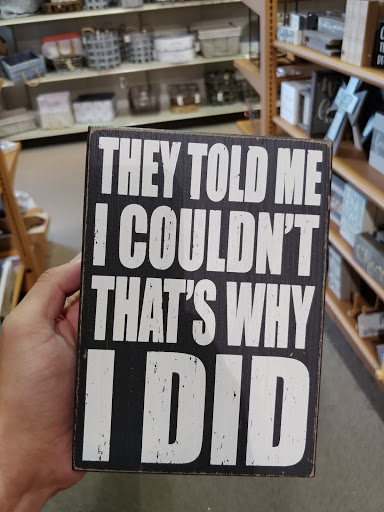 THEY TOLD ME
I COULDN'T
THAT'S WHY
I DID